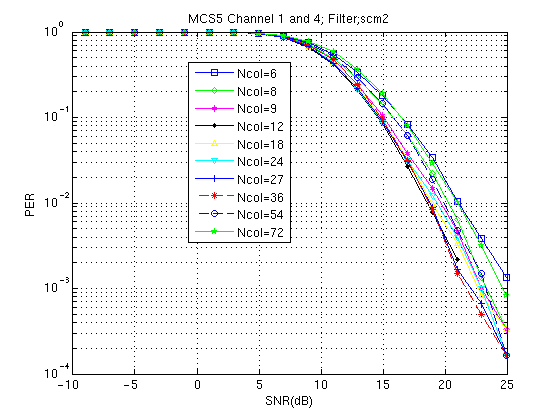 MCS5 Channel 1 and 4; Filter;scm2
10^0
10^-1
10^-2
10^-3
10^-4
PER
Ncol=6
Ncol=8
Ncol=9
Ncol=12
Ncol=18
Ncol=24
Ncol=27
Ncol=36
Ncol=54
Ncol=72
-10 -5 0 5 10 15 20 25
SNR(dB)